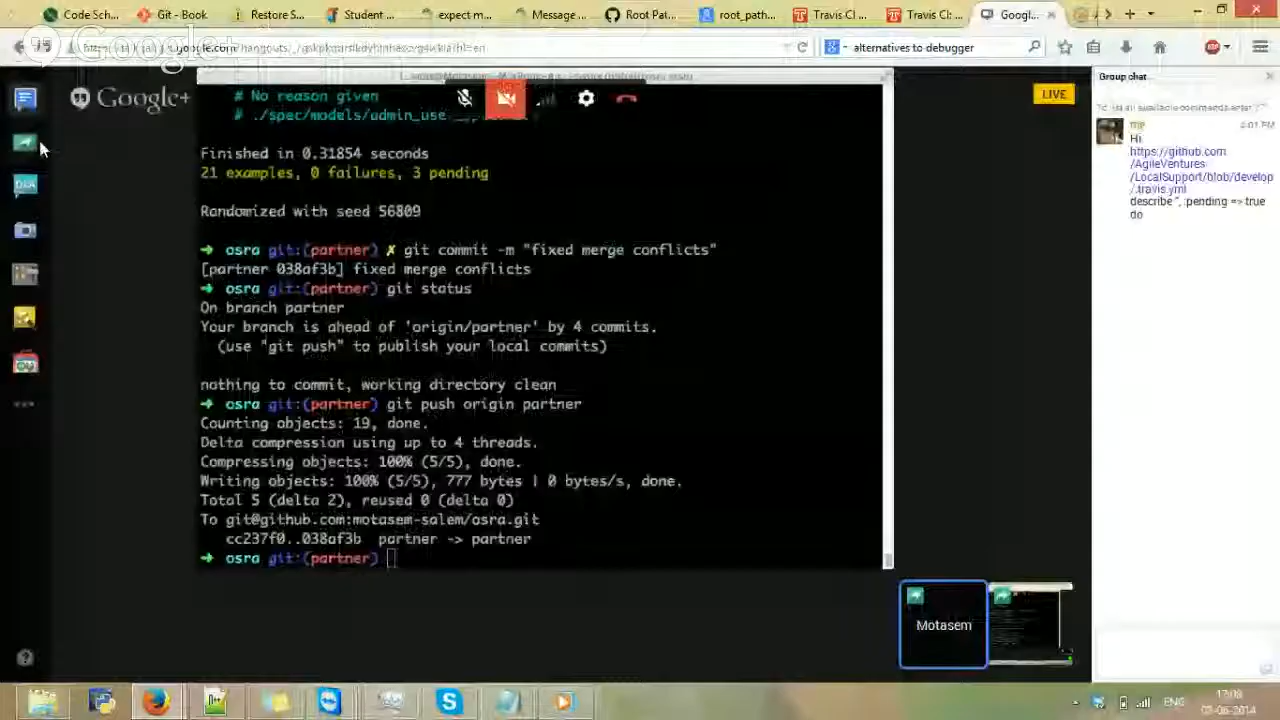 Git - Book
Restore S...
Student...
expect m...
Message...
Root Pat...
root_path...
Travis CI...
Travis CI...
Googl...
alternatives to debugger
Google+
Google+
LIVE
Group chat
# No reason given
# ./spec/models/admin_use
Finished in 0.31854 seconds
21 examples, 0 failures, 3 pending
Randomized with seed 56809
➜ osra git:(partner) ✗ git commit -m "fixed merge conflicts"
[partner 038af3b] fixed merge conflicts
➜ osra git:(partner) git status
On branch partner
Your branch is ahead of 'origin/partner' by 4 commits.
(use "git push" to publish your local commits)
nothing to commit, working directory clean
➜ osra git:(partner) git push origin partner
Counting objects: 19, done.
Delta compression using up to 4 threads.
Compressing objects: 100% (5/5), done.
Writing objects: 100% (5/5), 777 bytes | 0 bytes/s, done.
Total 5 (delta 2), reused 0 (delta 0)
To git@github.com:motasem-salem/osra.git
cc237f0..038af3b partner -> partner
➜ osra git:(partner)
me
4:01 PM
Hi
https://github.com
/AgileVentures
/LocalSupport/blob/develop
/.travis.yml
describe '', :pending => true
do
Motasem
ENG
02-06-2014